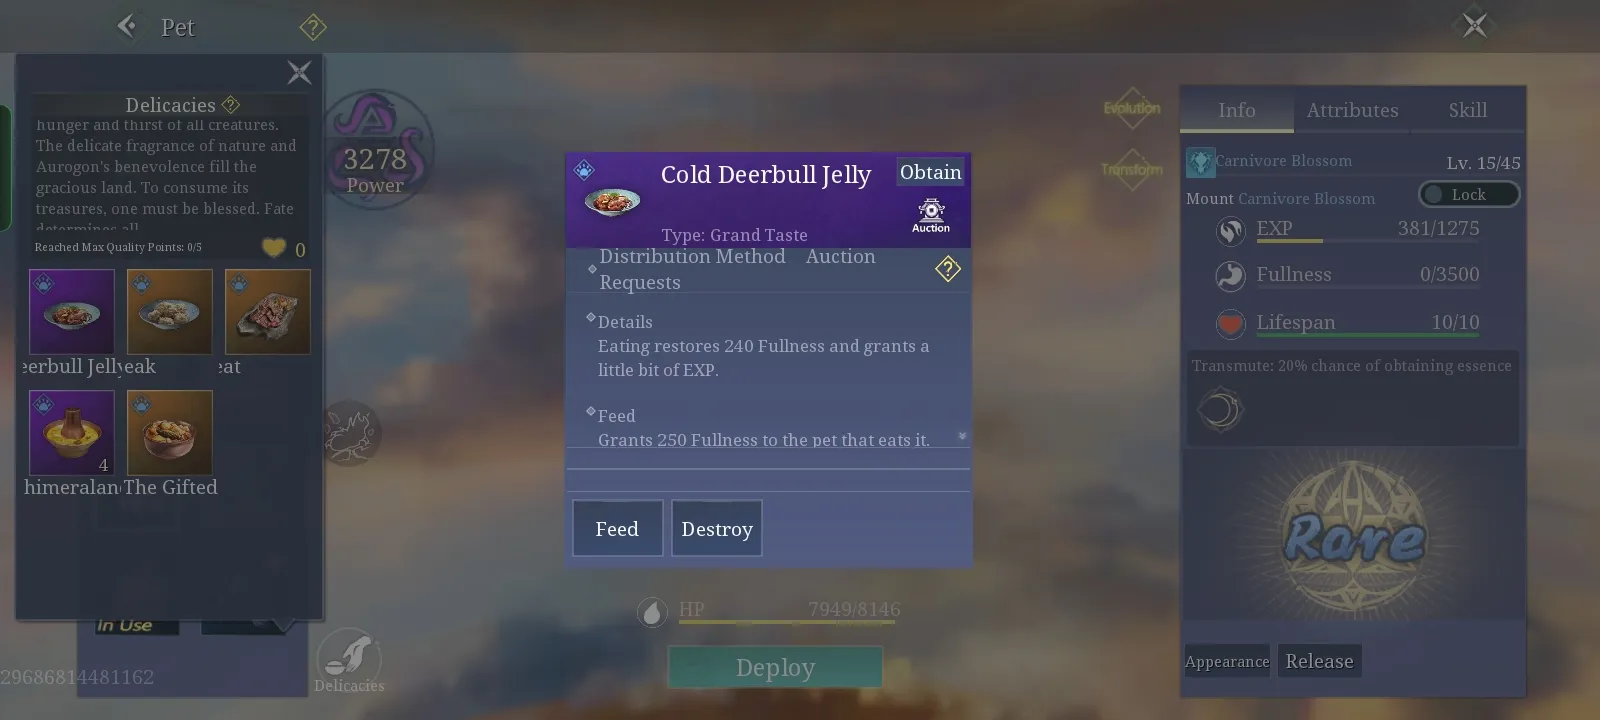 Pet
?
Delicacies ?
hunger and thirst of all creatures.
The delicate fragrance of nature and
Aurogon's benevolence fill the
gracious land. To consume its
treasures, one must be blessed. Fate
determines all
Reached Max Quality Points: 0/5
0
eerbull Jelly
eak
eat
4
himeralan
The Gifted
In Use
29686814481162
Delicacies
3278
Power
Cold Deerbull Jelly
Obtain
Auction
Type: Grand Taste
Distribution Method Auction
Requests
?
Details
Eating restores 240 Fullness and grants a
little bit of EXP.
Feed
Grants 250 Fullness to the pet that eats it.
Feed
Destroy
HP 7949/8146
Deploy
Evolution
Transform
Info
Attributes
Skill
Carnivore Blossom
Lv. 15/45
Mount Carnivore Blossom
Lock
EXP 381/1275
Fullness 0/3500
Lifespan 10/10
Transmute: 20% chance of obtaining essence
Rare
Appearance
Release